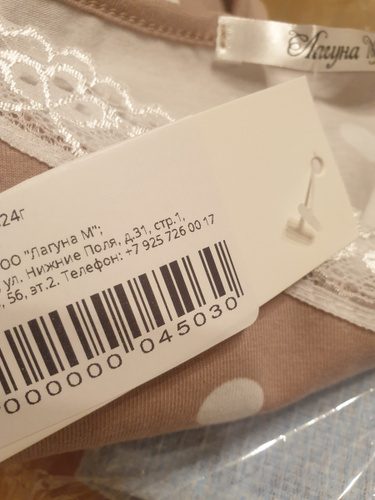 Лагуна М
24г
ООО "Лагуна М";
ул. Нижние Поля, д.31, стр.1,
56, эт.2. Телефон: +7 925 726 00 17
000000 045030